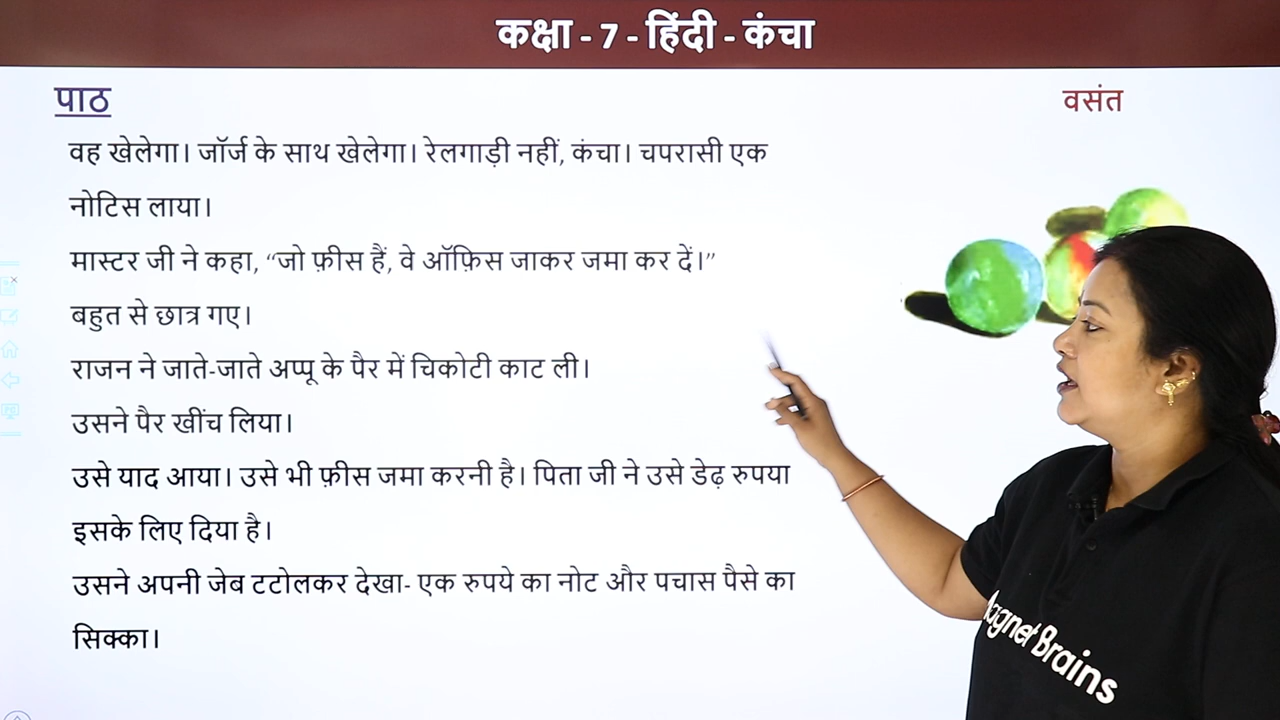 कक्षा - 7 - हिंदी - कंचा
पाठ
वसंत
वह खेलेगा। जॉर्ज के साथ खेलेगा। रेलगाड़ी नहीं, कंचा। चपरासी एक
नोटिस लाया।
मास्टर जी ने कहा, “जो फ़ीस हैं, वे ऑफ़िस जाकर जमा कर दें।”
बहुत से छात्र गए।
राजन ने जाते-जाते अप्पू के पैर में चिकोटी काट ली।
उसने पैर खींच लिया।
उसे याद आया। उसे भी फ़ीस जमा करनी है। पिता जी ने उसे डेढ़ रुपया
इसके लिए दिया है।
उसने अपनी जेब टटोलकर देखा- एक रुपये का नोट और पचास पैसे का
सिक्का।
Magnet Brains